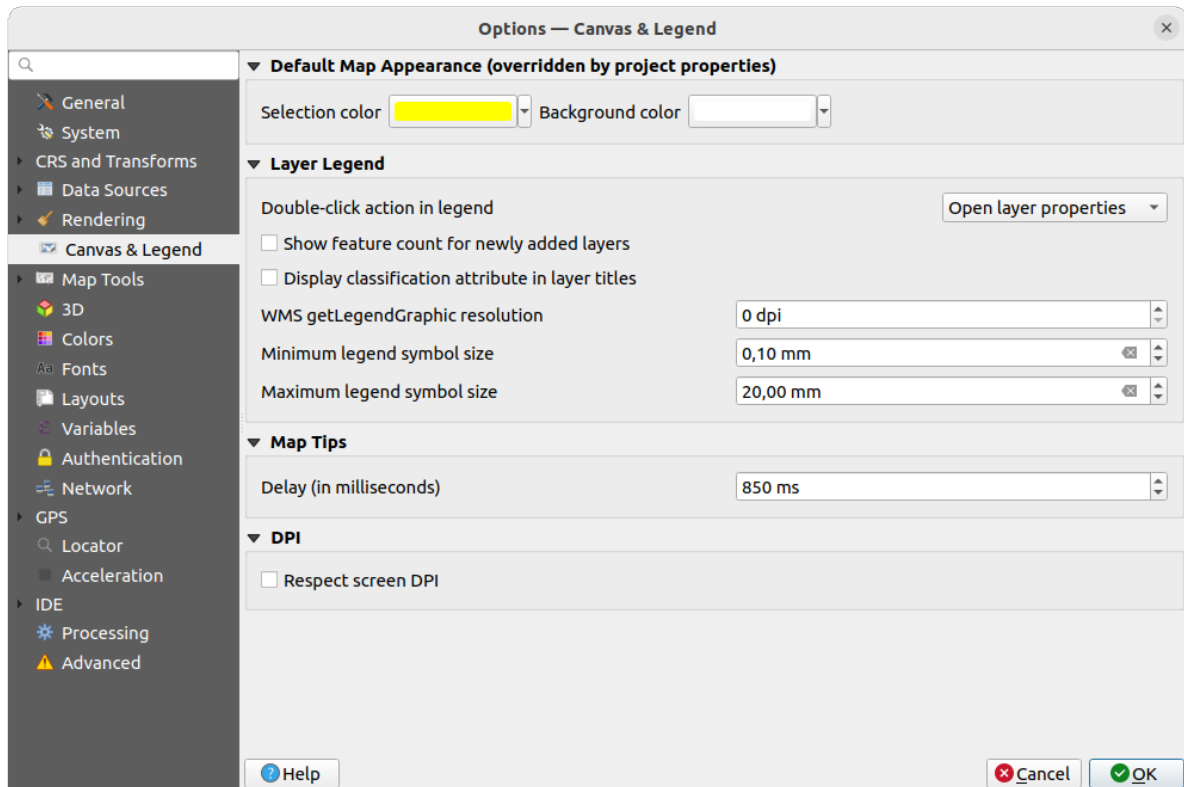 Options — Canvas & Legend
General
System
CRS and Transforms
Data Sources
Rendering
Canvas & Legend
Map Tools
3D
Colors
Aa Fonts
Layouts
ε Variables
Authentication
Network
GPS
Locator
Acceleration
IDE
Processing
Advanced
Default Map Appearance (overridden by project properties)
Selection color Background color
Layer Legend
Double-click action in legend Open layer properties
Show feature count for newly added layers
Display classification attribute in layer titles
WMS getLegendGraphic resolution 0 dpi
Minimum legend symbol size 0,10 mm
Maximum legend symbol size 20,00 mm
Map Tips
Delay (in milliseconds) 850 ms
DPI
Respect screen DPI
Help Cancel OK